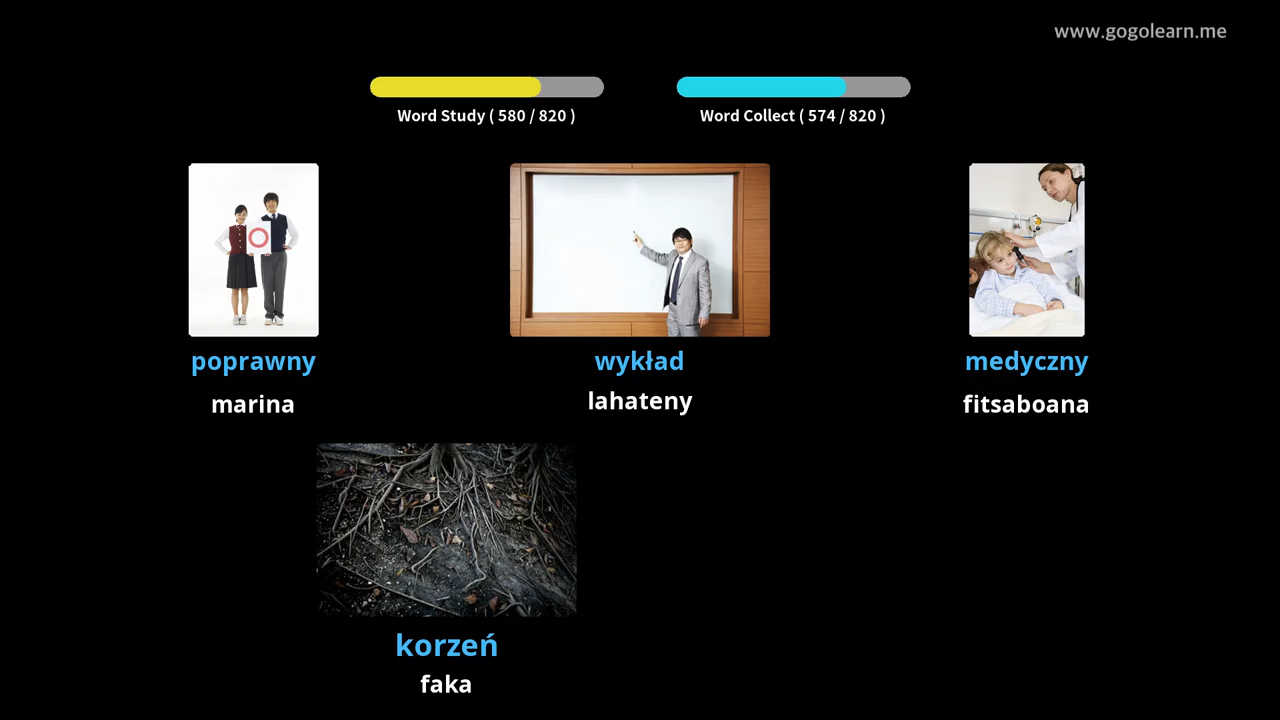 www.gogolearn.me
Word Study ( 580 / 820 )
Word Collect ( 574 / 820 )
poprawny
marina
wykład
lahateny
medyczny
fitsaboana
korzeń
faka